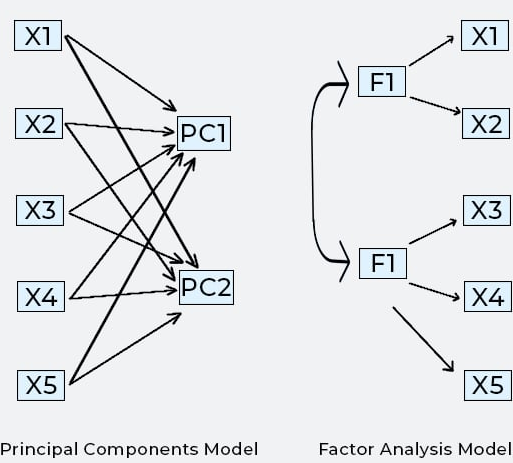 X1
X2
X3
X4
X5
PC1
PC2
Principal Components Model
F1
F1
X1
X2
X3
X4
X5
Factor Analysis Model